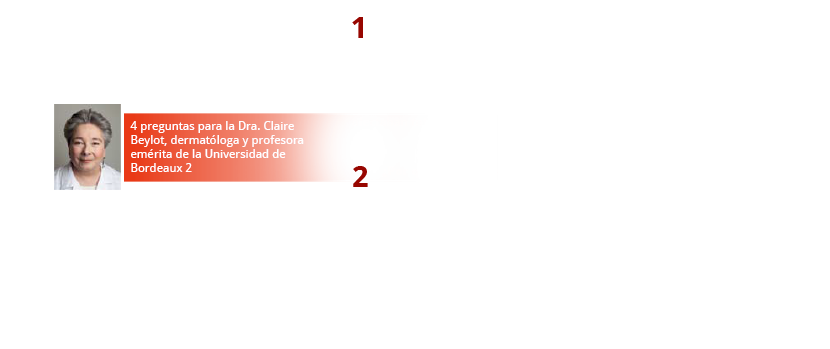 1
4 preguntas para la Dra. Claire
Beylot, dermatóloga y profesora
emérita de la Universidad de
Bordeaux 2
2